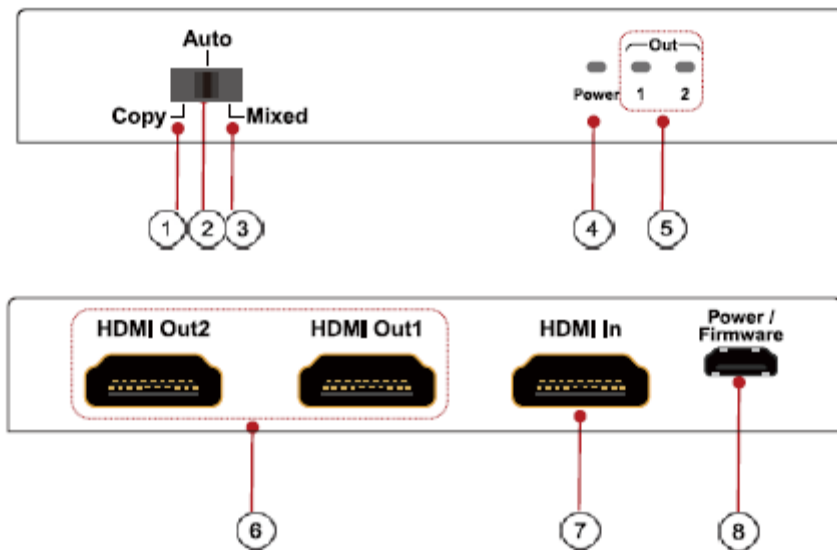 Auto
Copy
Mixed
Out
Power
1
2
1
2
3
4
5
HDMI Out2
HDMI Out1
HDMI In
Power /
Firmware
6
7
8